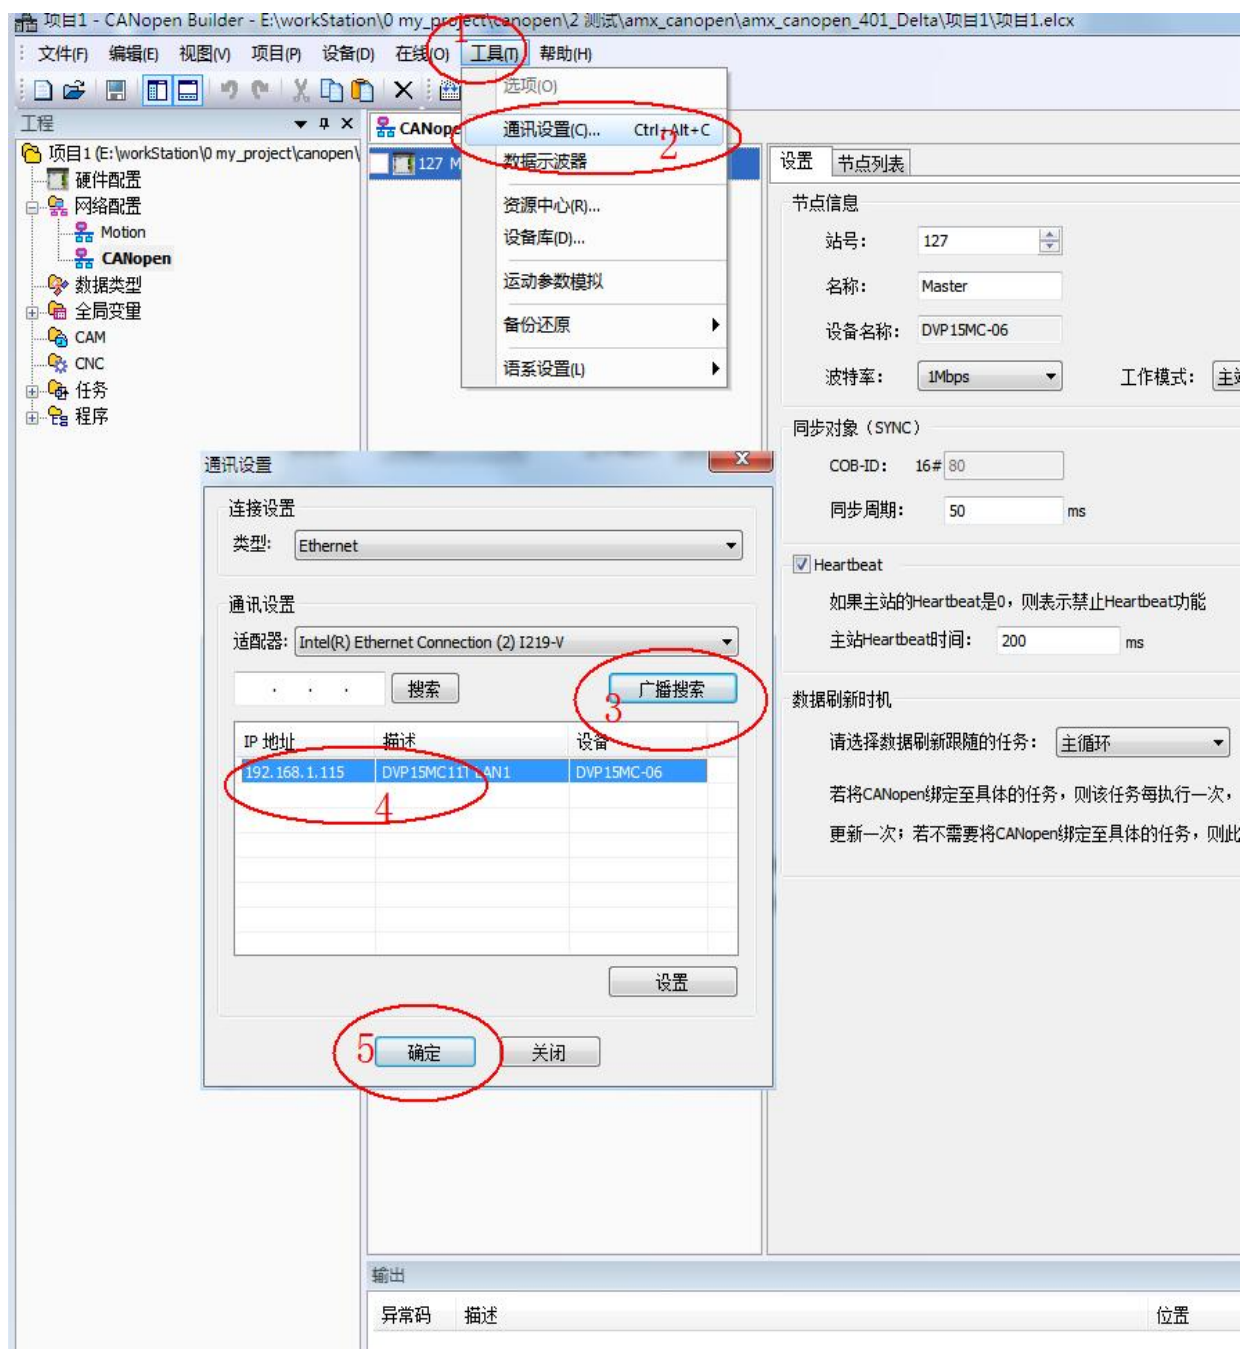 项目1 - CANopen Builder - E:\workStation\0 my_project\canopen\2 测试\amx_canopen\amx_canopen_401_Delta\项目1\项目1.elcx
文件(F) 编辑(E) 视图(V) 项目(P) 设备(D) 在线(O) 工具(T) 帮助(H)
1
工程
项目1 (E:\workStation\0 my_project\canopen\
硬件配置
网络配置
Motion
CANopen
数据类型
全局变量
CAM
CNC
任务
程序
CANope
127 M
选项(O)
通讯设置(C)... Ctrl+Alt+C
2
数据示波器
资源中心(R)...
设备库(D)...
运动参数模拟
备份还原
语系设置(L)
设置 节点列表
节点信息
站号： 127
名称： Master
设备名称： DVP15MC-06
波特率： 1Mbps 工作模式： 主站
同步对象（SYNC）
COB-ID： 16# 80
同步周期： 50 ms
Heartbeat
如果主站的Heartbeat是0，则表示禁止Heartbeat功能
主站Heartbeat时间： 200 ms
数据刷新时机
请选择数据刷新跟随的任务： 主循环
若将CANopen绑定至具体的任务，则该任务每执行一次，
更新一次；若不需要将CANopen绑定至具体的任务，则此
通讯设置
X
连接设置
类型: Ethernet
通讯设置
适配器: Intel(R) Ethernet Connection (2) I219-V
. . . 搜索 广播搜索
3
IP 地址 描述 设备
192.168.1.115 DVP15MC11T LAN1 DVP15MC-06
4
设置
5 确定 关闭
输出
异常码 描述 位置